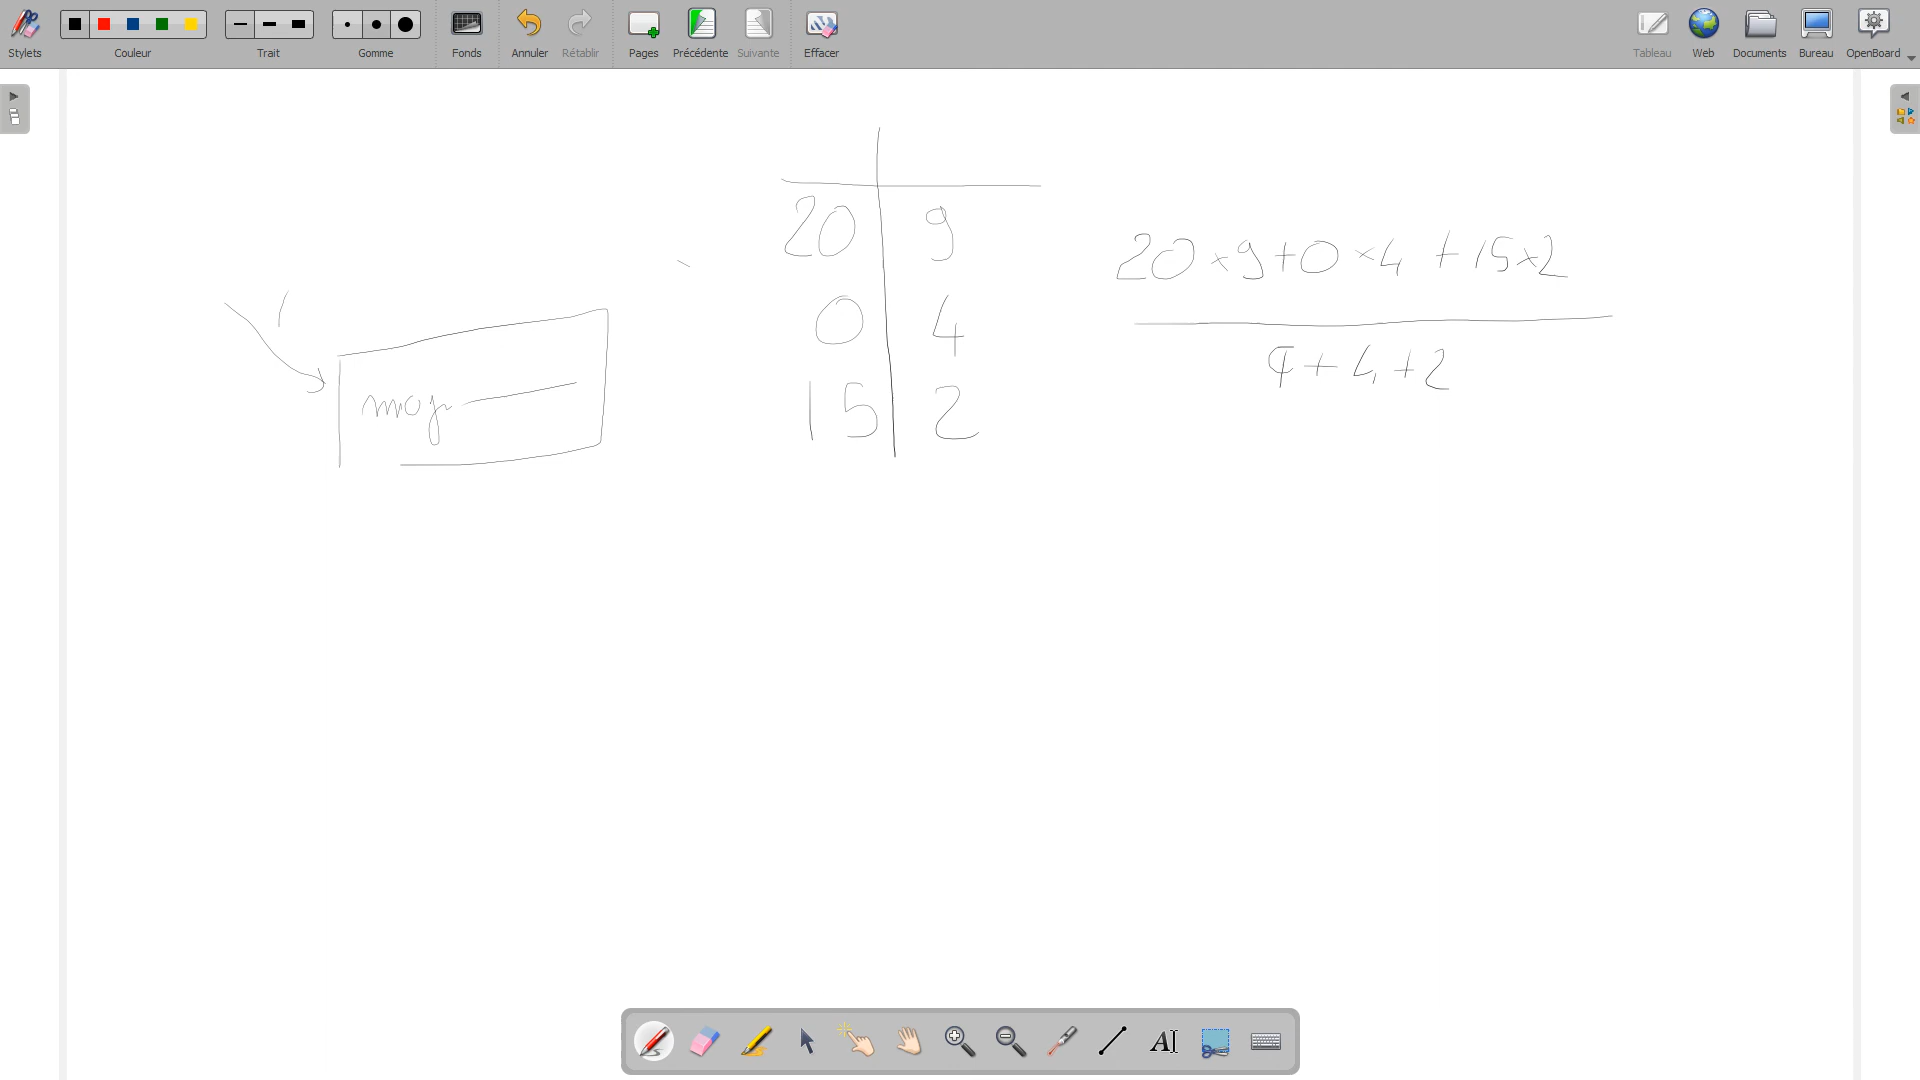 Stylets
Couleur
Trait
Gomme
Fonds
Annuler
Rétablir
Pages
Précédente
Suivante
Effacer
Tableau
Web
Documents
Bureau
OpenBoard
20 9
0 4
15 2
20 × 9 + 0 × 4 + 15 × 2
9 + 4 + 2
moy
AI